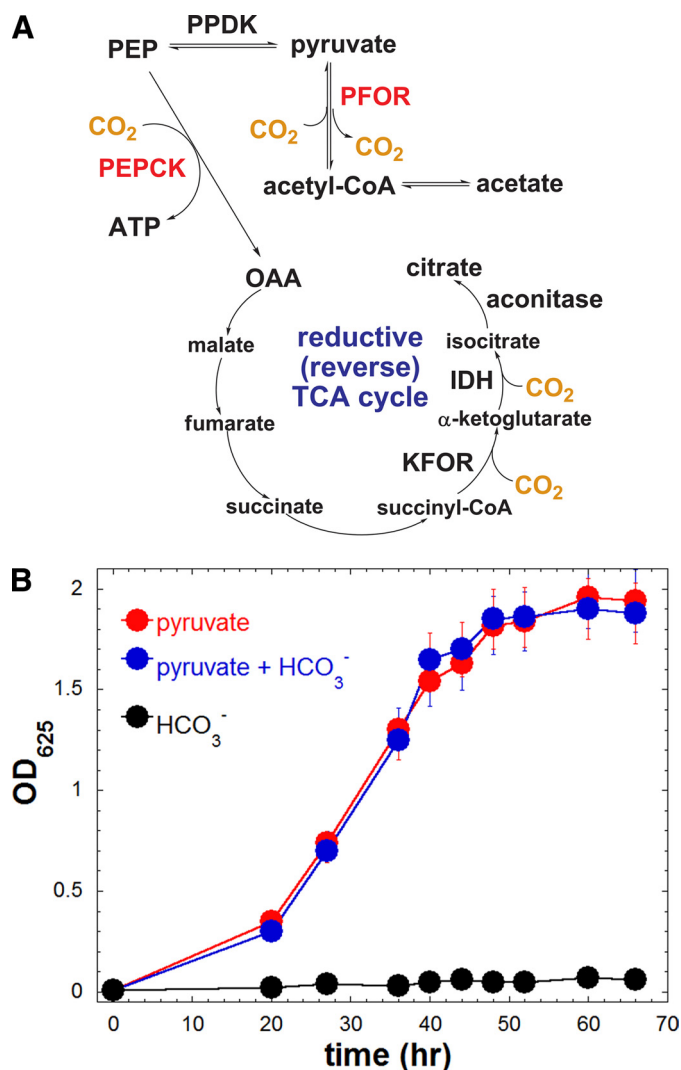 A
PPDK
PEP
pyruvate
PFOR
CO₂
CO₂
CO₂
PEPCK
acetyl-CoA
acetate
ATP
OAA
citrate
aconitase
malate
reductive
(reverse)
TCA cycle
isocitrate
IDH
CO₂
fumarate
α-ketoglutarate
KFOR
CO₂
succinate
succinyl-CoA
B
2
1.5
1
0.5
0
OD₆₂₅
pyruvate
pyruvate + HCO₃⁻
HCO₃⁻
0 10 20 30 40 50 60 70
time (hr)